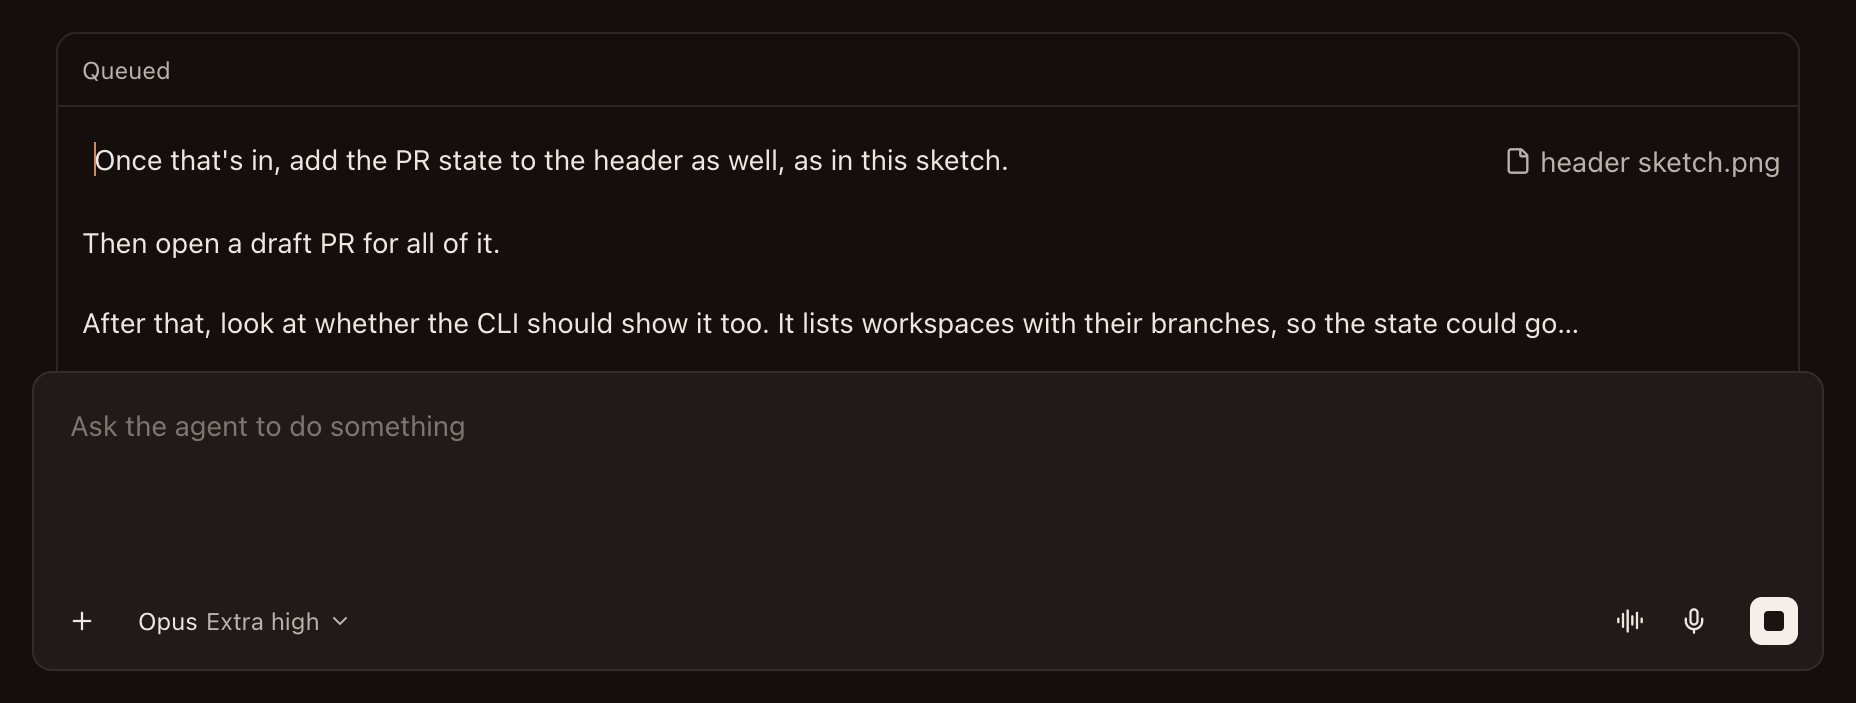 Queued
Once that's in, add the PR state to the header as well, as in this sketch.
header sketch.png
Then open a draft PR for all of it.
After that, look at whether the CLI should show it too. It lists workspaces with their branches, so the state could go...
Ask the agent to do something
Opus Extra high